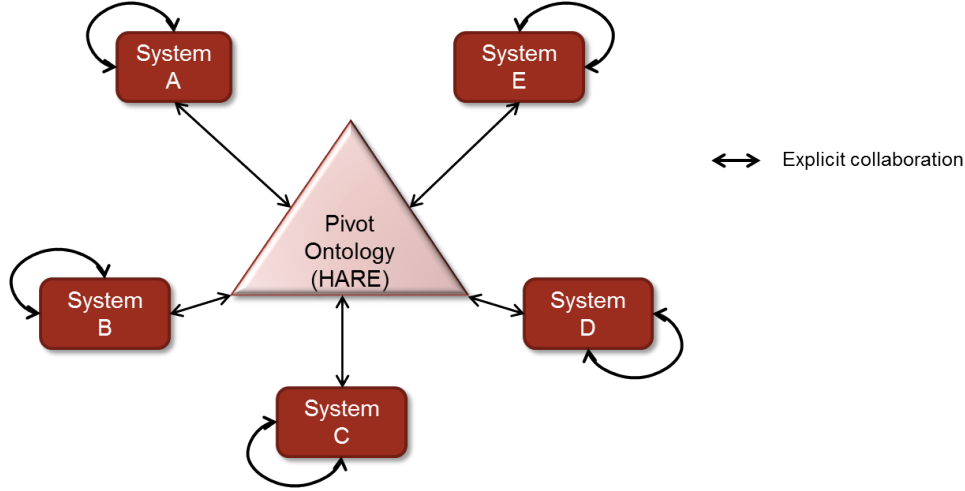 System
A
System
E
Explicit collaboration
Pivot
Ontology
(HARE)
System
B
System
D
System
C